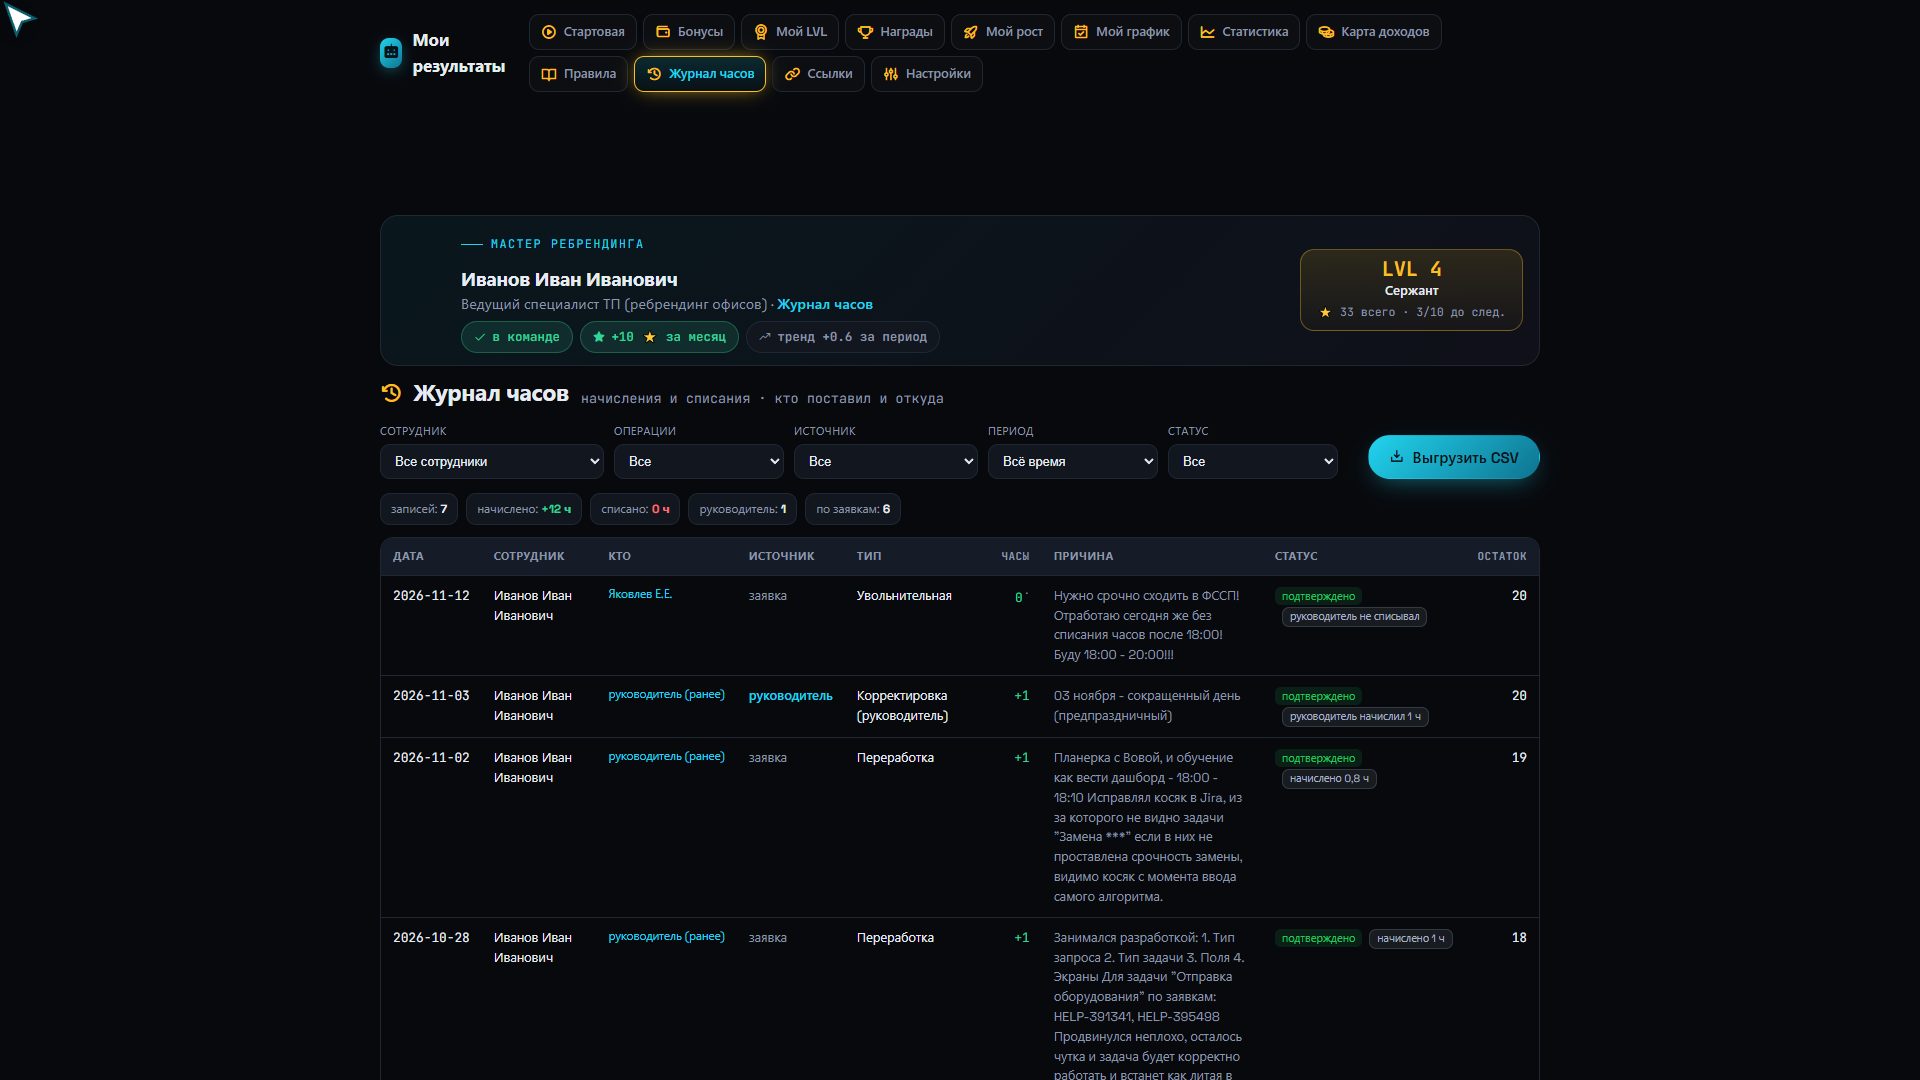 Мои
результаты
Стартовая
Бонусы
Мой LVL
Награды
Мой рост
Мой график
Статистика
Карта доходов
Правила
Журнал часов
Ссылки
Настройки
МАСТЕР РЕБРЕНДИНГА
Иванов Иван Иванович
Ведущий специалист ТП (ребрендинг офисов) · Журнал часов
в команде
+10 ★ за месяц
тренд +0.6 за период
LVL 4
Сержант
★ 33 всего · 3/10 до след.
Журнал часов начисления и списания · кто поставил и откуда
СОТРУДНИК
ОПЕРАЦИИ
ИСТОЧНИК
ПЕРИОД
СТАТУС
Все сотрудники
Все
Все
Всё время
Все
Выгрузить CSV
записей: 7
начислено: +12 ч
списано: 0 ч
руководитель: 1
по заявкам: 6
ДАТА СОТРУДНИК КТО ИСТОЧНИК ТИП ЧАСЫ ПРИЧИНА СТАТУС ОСТАТОК
2026-11-12
Иванов Иван
Иванович
Яковлев Е.Е.
заявка
Увольнительная
0
Нужно срочно сходить в ФССП!
Отработаю сегодня же без
списания часов после 18:00!
Буду 18:00 - 20:00!!!
подтверждено
руководитель не списывал
20
2026-11-03
Иванов Иван
Иванович
руководитель (ранее)
руководитель
Корректировка
(руководитель)
+1
03 ноября - сокращенный день
(предпраздничный)
подтверждено
руководитель начислил 1 ч
20
2026-11-02
Иванов Иван
Иванович
руководитель (ранее)
заявка
Переработка
+1
Планерка с Вовой, и обучение
как вести дашборд - 18:00 -
18:10 Исправлял косяк в Jira, из
за которого не видно задачи
"Замена ***" если в них не
проставлена срочность замены,
видимо косяк с момента ввода
самого алгоритма.
подтверждено
начислено 0,8 ч
19
2026-10-28
Иванов Иван
Иванович
руководитель (ранее)
заявка
Переработка
+1
Занимался разработкой: 1. Тип
запроса 2. Тип задачи 3. Поля 4.
Экраны Для задачи "Отправка
оборудования" по заявкам:
HELP-391341, HELP-395498
Продвинулся неплохо, осталось
чутка и задача будет корректно
работать и встанет как литая в
подтверждено
начислено 1 ч
18